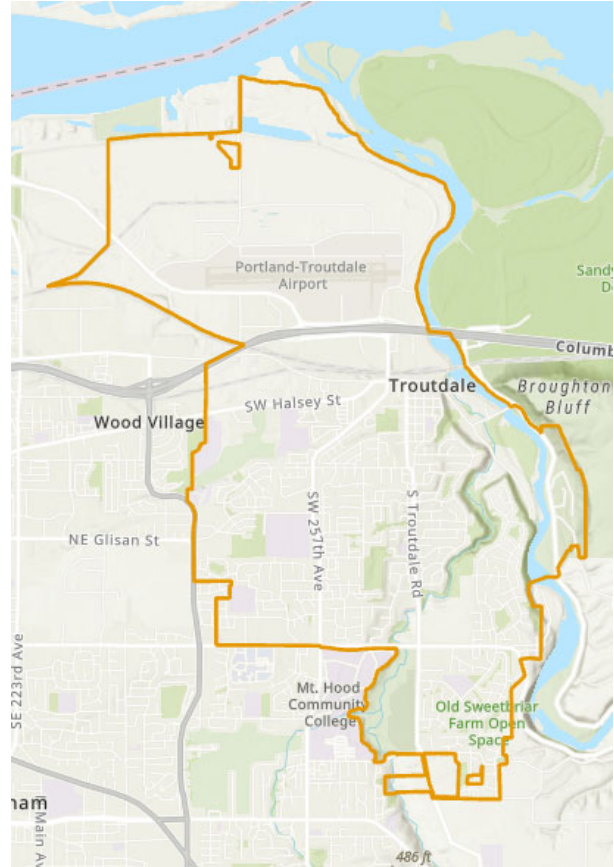 Portland-Troutdale
Airport
Sandy
De
Columb
Troutdale
Broughton
Bluff
SW Halsey St
Wood Village
SW 257th Ave
S Troutdale Rd
NE Glisan St
SE 223rd Ave
Mt. Hood
Community
College
Old Sweetbriar
Farm Open
Space
ham
N Main Av
486 ft